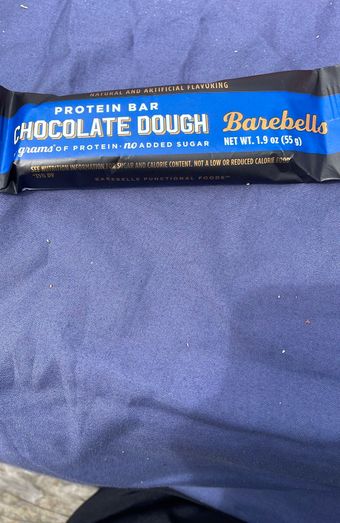 NATURAL AND ARTIFICIAL FLAVORING
PROTEIN BAR
CHOCOLATE DOUGH
Barebells
grams OF PROTEIN · no ADDED SUGAR
NET WT. 1.9 oz (55 g)
SEE NUTRITION INFORMATION FOR SUGAR AND CALORIE CONTENT. NOT A LOW OR REDUCED CALORIE FOOD
BAREBELLS FUNCTIONAL FOODS™